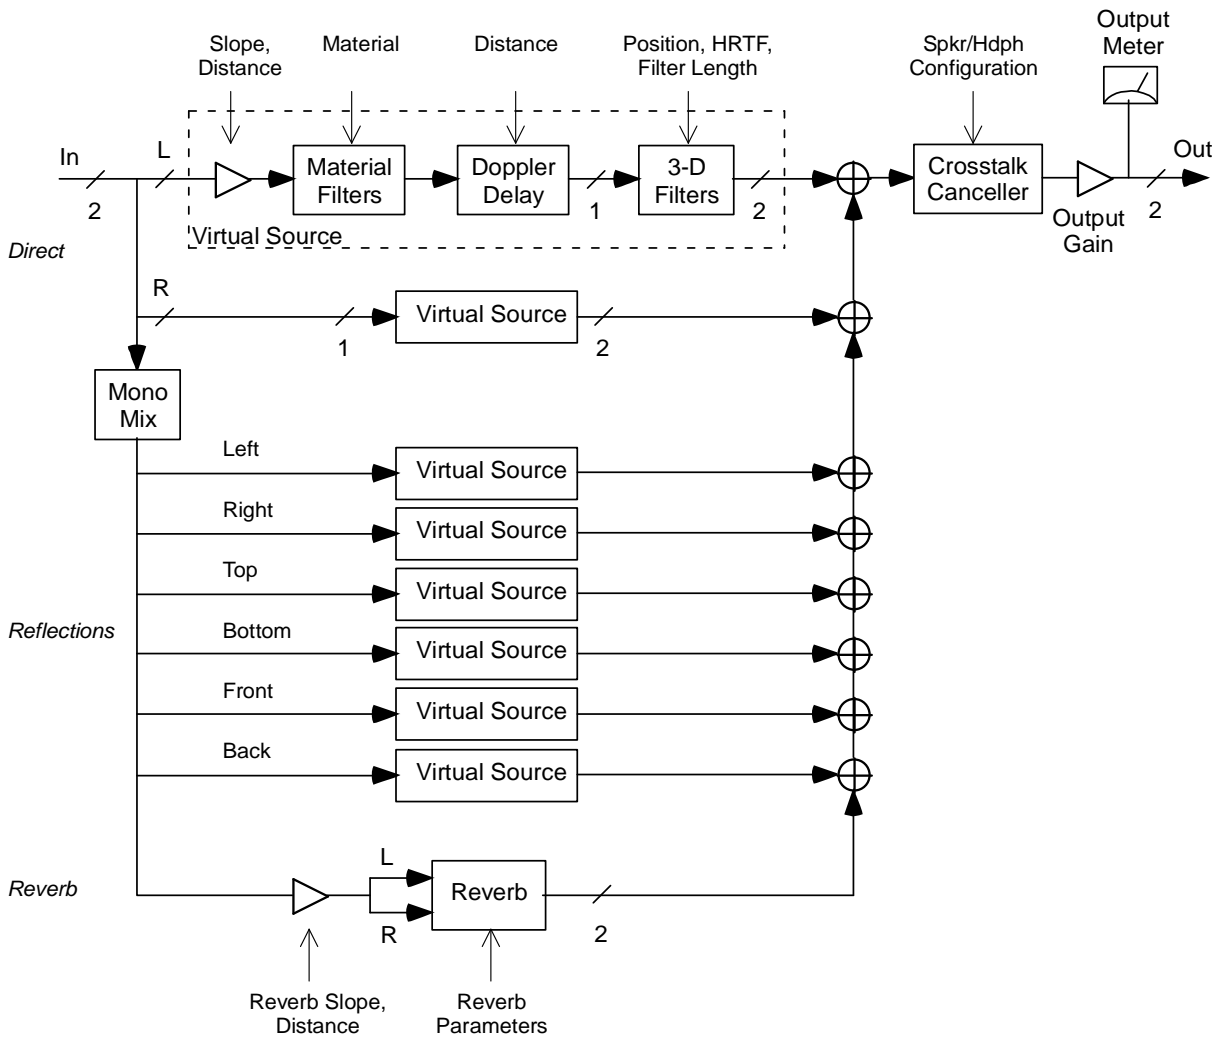 Output
Meter
Slope,
Distance
Material
Distance
Position, HRTF,
Filter Length
Spkr/Hdph
Configuration
In
L
2
Material
Filters
Doppler
Delay
1
3-D
Filters
2
Crosstalk
Canceller
Output
Gain
2
Out
Virtual Source
Direct
R
1
Virtual Source
2
Mono
Mix
Left
Virtual Source
Right
Virtual Source
Top
Virtual Source
Reflections
Bottom
Virtual Source
Front
Virtual Source
Back
Virtual Source
Reverb
L
R
Reverb
2
Reverb Slope,
Distance
Reverb
Parameters